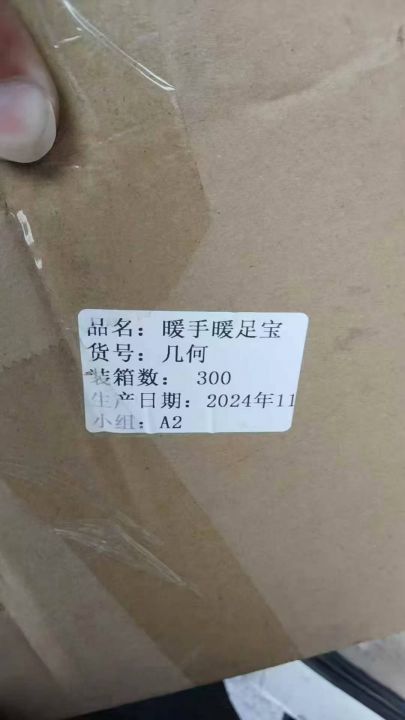 品名：暖手暖足宝
货号：几何
装箱数： 300
生产日期：2024年11
小组：A2